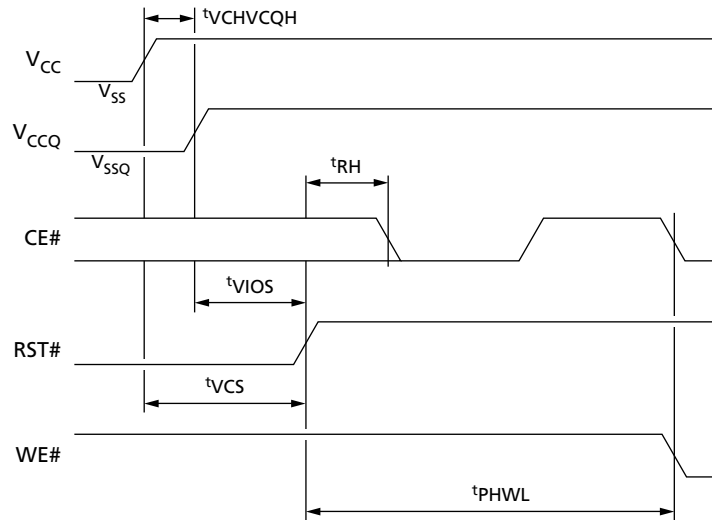 tVCHVCQH
VCC
VSS
VCCQ
VSSQ
tRH
CE#
tVIOS
RST#
tVCS
WE#
tPHWL